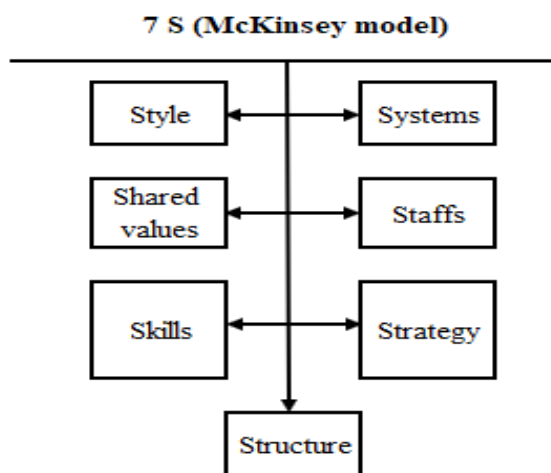 7 S (McKinsey model)
Style
Systems
Shared
values
Staffs
Skills
Strategy
Structure